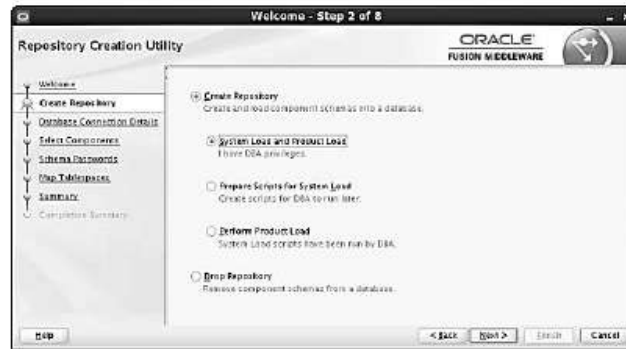 Welcome - Step 2 of 8
Repository Creation Utility
ORACLE
FUSION MIDDLEWARE
Welcome
Create Repository
Database Connection Details
Select Components
Schema Passwords
Map Tablespaces
Summary
Completion Summary
Create Repository
Create and load component schemas into a database.
System Load and Product Load
I have DBA privileges.
Prepare Scripts for System Load
Create scripts for DBA to run later.
Perform Product Load
System Load scripts have been run by DBA.
Drop Repository
Remove component schemas from a database.
Help
< Back
Next >
Finish
Cancel